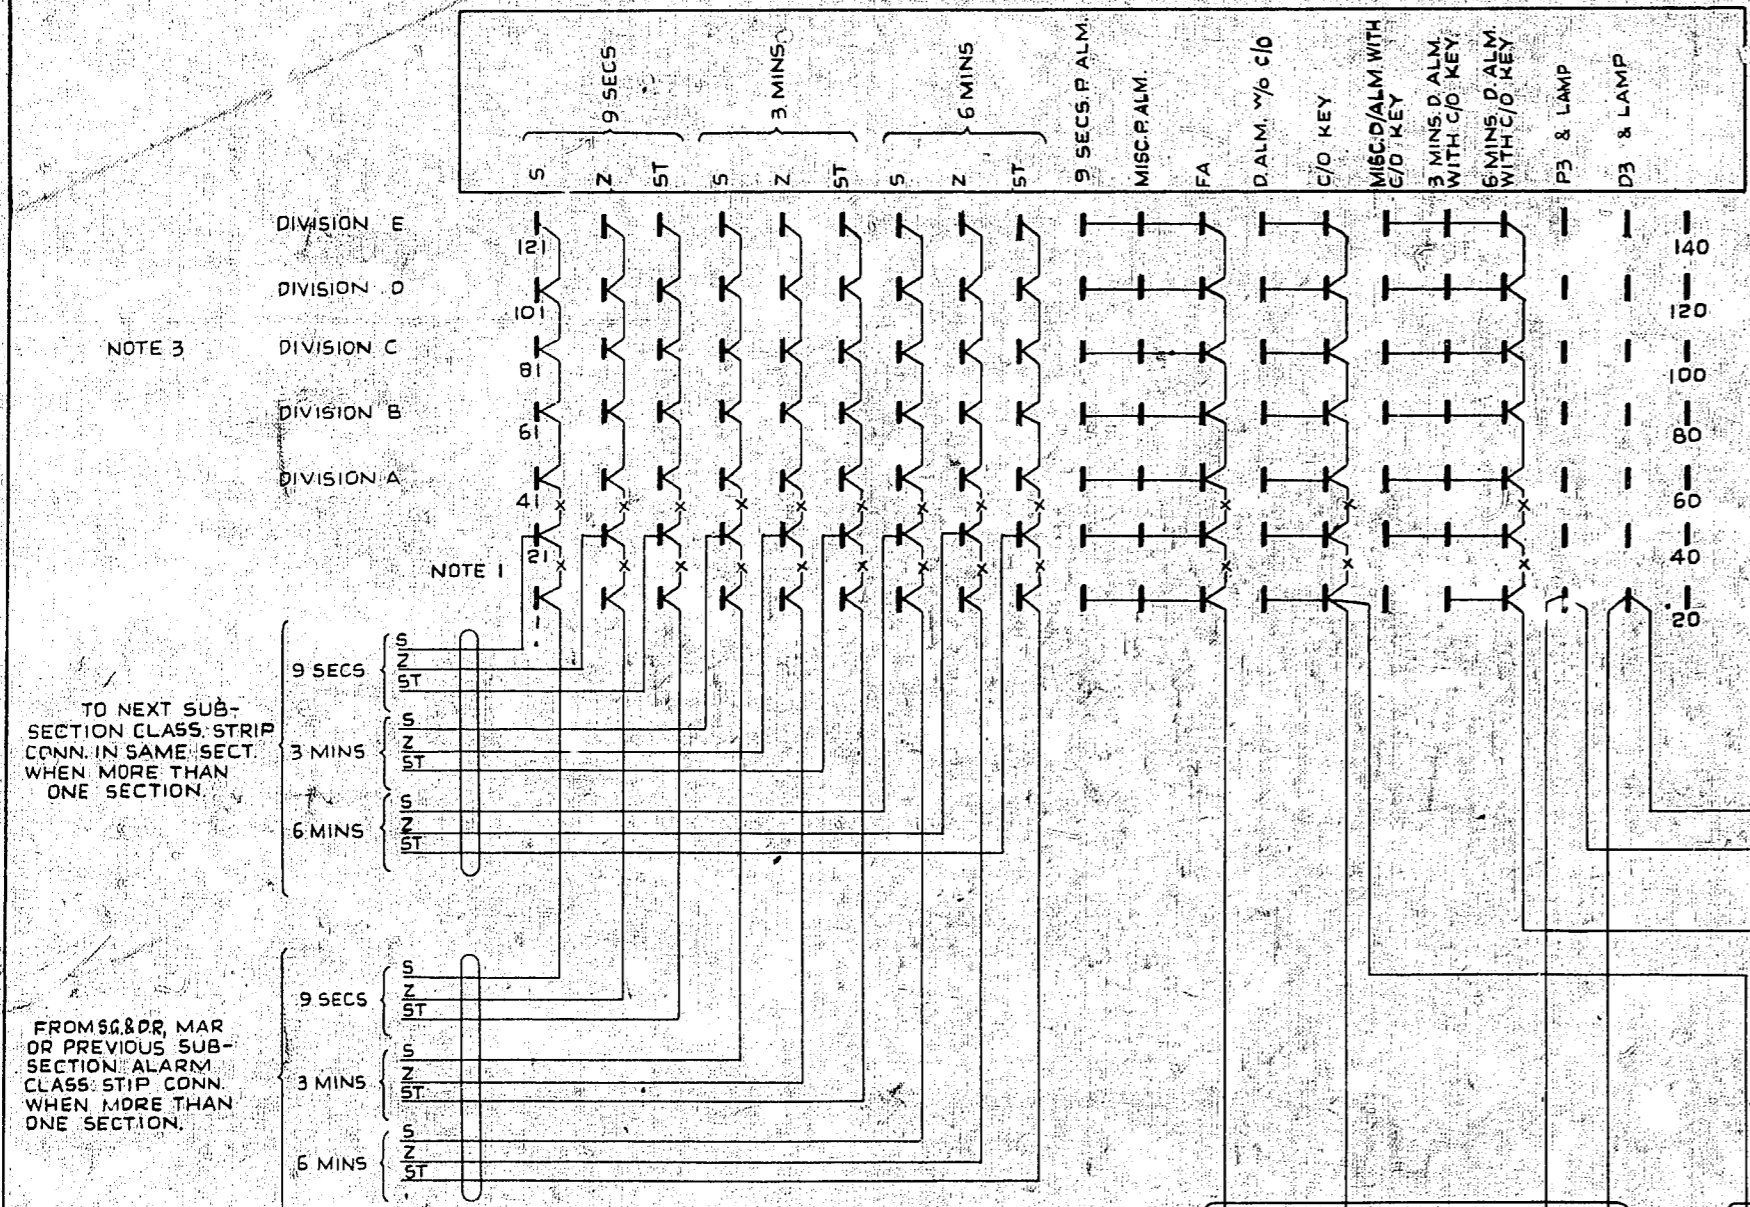 9 SECS
3 MINS
6 MINS
S
Z
ST
S
Z
ST
S
Z
ST
9 SECS. P. ALM.
MISC. P. ALM.
FA
D. ALM. W/O C/O
C/O KEY
MISC. D/ALM WITH
C/O KEY
3 MINS. D. ALM.
WITH C/O KEY
6 MINS. D. ALM.
WITH C/O KEY
P3 & LAMP
D3 & LAMP
DIVISION E
121
140
DIVISION D
101
120
NOTE 3
DIVISION C
81
100
DIVISION B
61
80
DIVISION A
41
60
NOTE 1
21
40
1
20
TO NEXT SUB-
SECTION CLASS. STRIP
CONN. IN SAME SECT.
WHEN MORE THAN
ONE SECTION.
9 SECS
S
Z
ST
3 MINS
S
Z
ST
6 MINS
S
Z
ST
FROM S.G. & D.R, MAR
OR PREVIOUS SUB-
SECTION ALARM
CLASS. STIP CONN.
WHEN MORE THAN
ONE SECTION.
9 SECS
S
Z
ST
3 MINS
S
Z
ST
6 MINS
S
Z
ST